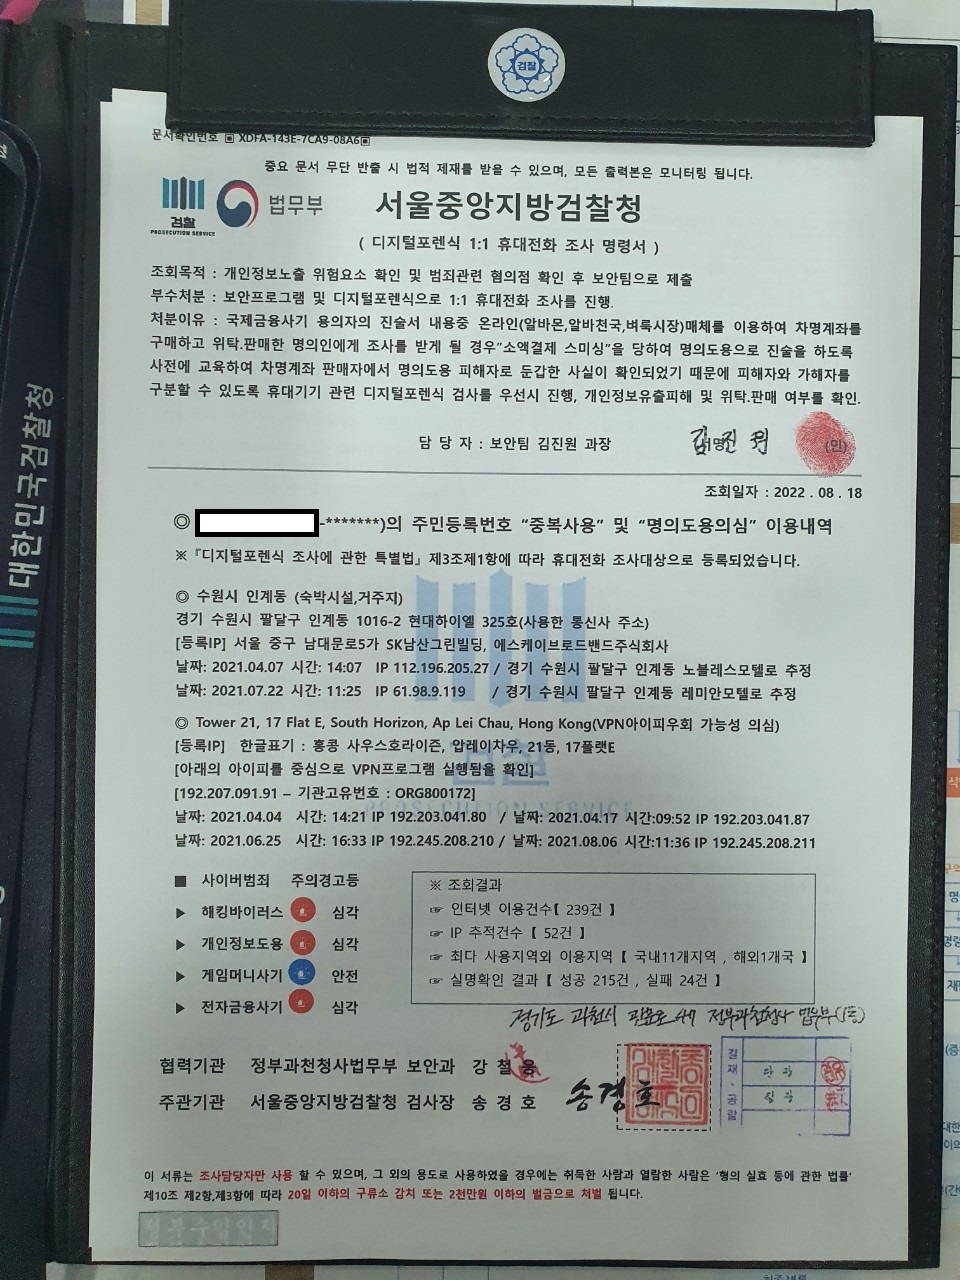 검찰
문서확인번호 ▣ XDFA-143E-7CA9-08A6▣
중요 문서 무단 반출 시 법적 제재를 받을 수 있으며, 모든 출력본은 모니터링 됩니다.
검찰
PROSECUTION SERVICE
법무부
서울중앙지방검찰청
( 디지털포렌식 1:1 휴대전화 조사 명령서 )
조회목적 : 개인정보노출 위험요소 확인 및 범죄관련 혐의점 확인 후 보안팀으로 제출
부수처분 : 보안프로그램 및 디지털포렌식으로 1:1 휴대전화 조사를 진행.
처분이유 : 국제금융사기 용의자의 진술서 내용중 온라인(알바몬,알바천국,벼룩시장)매체를 이용하여 차명계좌를
구매하고 위탁.판매한 명의인에게 조사를 받게 될 경우"소액결제 스미싱"을 당하여 명의도용으로 진술을 하도록
사전에 교육하여 차명계좌 판매자에서 명의도용 피해자로 둔갑한 사실이 확인되었기 때문에 피해자와 가해자를
구분할 수 있도록 휴대기기 관련 디지털포렌식 검사를 우선시 진행, 개인정보유출피해 및 위탁.판매 여부를 확인.
담 당 자 : 보안팀 김진원 과장
김진원
(인)
조회일자 : 2022 . 08 . 18
◎ -*******)의 주민등록번호 "중복사용" 및 "명의도용의심" 이용내역
※『디지털포렌식 조사에 관한 특별법』제3조제1항에 따라 휴대전화 조사대상으로 등록되었습니다.
◎ 수원시 인계동 (숙박시설,거주지)
경기 수원시 팔달구 인계동 1016-2 현대하이엘 325호(사용한 통신사 주소)
[등록IP] 서울 중구 남대문로5가 SK남산그린빌딩, 에스케이브로드밴드주식회사
날짜: 2021.04.07 시간: 14:07 IP 112.196.205.27 / 경기 수원시 팔달구 인계동 노블레스모텔로 추정
날짜: 2021.07.22 시간: 11:25 IP 61.98.9.119 / 경기 수원시 팔달구 인계동 레미안모텔로 추정
◎ Tower 21, 17 Flat E, South Horizon, Ap Lei Chau, Hong Kong(VPN아이피우회 가능성 의심)
[등록IP] 한글표기 : 홍콩 사우스호라이즌, 압레이차우, 21동, 17플랫E
[아래의 아이피를 중심으로 VPN프로그램 실행됨을 확인]
[192.207.091.91 – 기관고유번호 : ORG800172]
날짜: 2021.04.04 시간: 14:21 IP 192.203.041.80 / 날짜: 2021.04.17 시간:09:52 IP 192.203.041.87
날짜: 2021.06.25 시간: 16:33 IP 192.245.208.210 / 날짜: 2021.08.06 시간:11:36 IP 192.245.208.211
■ 사이버범죄 주의경고등
▶ 해킹바이러스 심각
▶ 개인정보도용 심각
▶ 게임머니사기 안전
▶ 전자금융사기 심각
※ 조회결과
☞ 인터넷 이용건수【 239건 】
☞ IP 추적건수【 52건 】
☞ 최다 사용지역외 이용지역【 국내11개지역 , 해외1개국 】
☞ 실명확인 결과【 성공 215건 , 실패 24건 】
경기도 과천시 관문로 47 정부과천청사 법무부(1동)
협력기관 정부과천청사법무부 보안과 강 철 웅
주관기관 서울중앙지방검찰청 검사장 송 경 호
송경호
결재·공람
이 서류는 조사담당자만 사용 할 수 있으며, 그 외의 용도로 사용하였을 경우에는 취득한 사람과 열람한 사람은 '형의 실효 등에 관한 법률'
제10조 제2항,제3항에 따라 20일 이하의 구류소 감치 또는 2천만원 이하의 벌금으로 처벌 됩니다.
대한민국검찰청